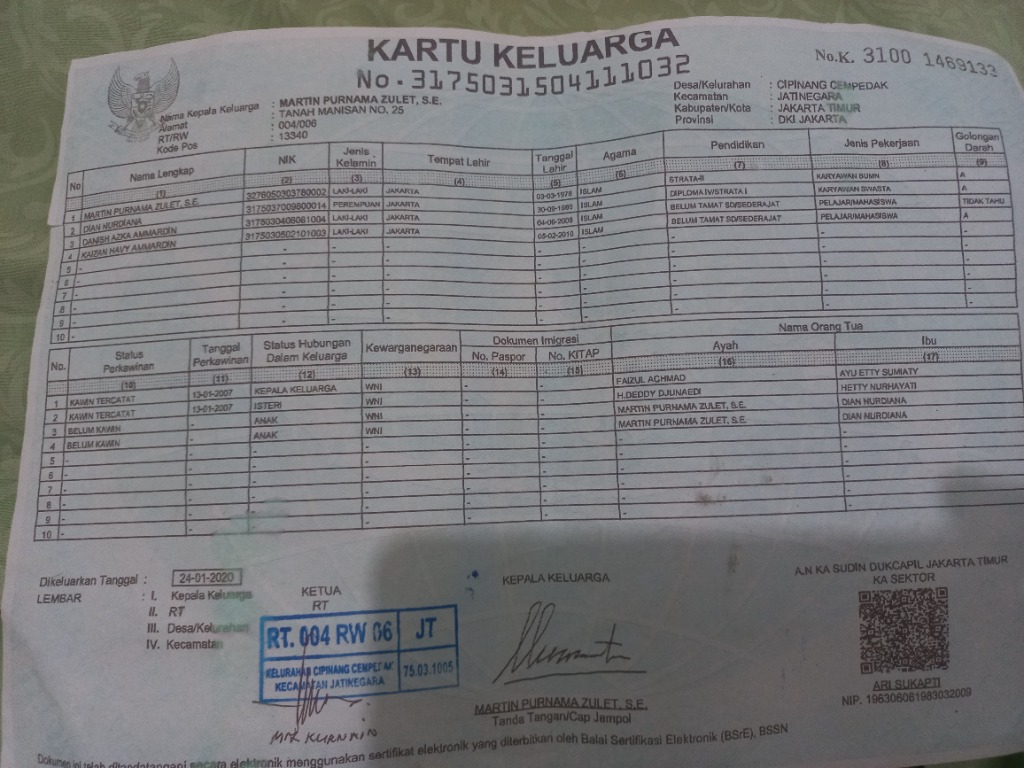 KARTU KELUARGA
No. 3175031504111032
No.K. 3100 1469133
Nama Kepala Keluarga : MARTIN PURNAMA ZULET, S.E.
Alamat : TANAH MANISAN NO. 25
RT/RW : 004/006
Kode Pos : 13340
Desa/Kelurahan : CIPINANG CEMPEDAK
Kecamatan : JATINEGARA
Kabupaten/Kota : JAKARTA TIMUR
Provinsi : DKI JAKARTA
No Nama Lengkap NIK Jenis Kelamin Tempat Lahir Tanggal Lahir Agama Pendidikan Jenis Pekerjaan Golongan Darah
(1) (2) (3) (4) (5) (6) (7) (8) (9)
1 MARTIN PURNAMA ZULET, S.E. 3276050303780002 LAKI-LAKI JAKARTA 03-03-1978 ISLAM STRATA-II KARYAWAN BUMN A
2 DIAN NURDIANA 3175037009800014 PEREMPUAN JAKARTA 30-09-1980 ISLAM DIPLOMA IV/STRATA I KARYAWAN SWASTA A
3 DANISH AZKA AMMARDIN 3175030406081004 LAKI-LAKI JAKARTA 04-06-2008 ISLAM BELUM TAMAT SD/SEDERAJAT PELAJAR/MAHASISWA TIDAK TAHU
4 KAIZAN HAVY AMMARDIN 3175030502101003 LAKI-LAKI JAKARTA 05-02-2010 ISLAM BELUM TAMAT SD/SEDERAJAT PELAJAR/MAHASISWA A
5 - - - - - - - - -
6 - - - - - - - - -
7 - - - - - - - - -
8 - - - - - - - - -
9 - - - - - - - - -
10 - - - - - - - - -
No. Status Perkawinan Tanggal Perkawinan Status Hubungan Dalam Keluarga Kewarganegaraan Dokumen Imigrasi No. Paspor No. KITAP Nama Orang Tua Ayah Ibu
(10) (11) (12) (13) (14) (15) (16) (17)
1 KAWIN TERCATAT 13-01-2007 KEPALA KELUARGA WNI - - FAIZUL ACHMAD AYU ETTY SUMIATY
2 KAWIN TERCATAT 13-01-2007 ISTERI WNI - - H.DEDDY DJUNAEDI HETTY NURHAYATI
3 BELUM KAWIN - ANAK WNI - - MARTIN PURNAMA ZULET, S.E. DIAN NURDIANA
4 BELUM KAWIN - ANAK WNI - - MARTIN PURNAMA ZULET, S.E. DIAN NURDIANA
5 - - - - - - - -
6 - - - - - - - -
7 - - - - - - - -
8 - - - - - - - -
9 - - - - - - - -
10 - - - - - - - -
Dikeluarkan Tanggal : 24-01-2020
LEMBAR : I. Kepala Keluarga
II. RT
III. Desa/Kelurahan
IV. Kecamatan
KETUA
RT
RT. 004 RW 06 JT
KELURAHAN CIPINANG CEMPEDAK
KECAMATAN JATINEGARA
75.03.1005
KEPALA KELUARGA
MARTIN PURNAMA ZULET, S.E.
Tanda Tangan/Cap Jempol
A.N KA SUDIN DUKCAPIL JAKARTA TIMUR
KA SEKTOR
ARI SUKAPTI
NIP. 196306061983032009
Dokumen ini telah ditandatangani secara elektronik menggunakan sertifikat elektronik yang diterbitkan oleh Balai Sertifikasi Elektronik (BSrE), BSSN